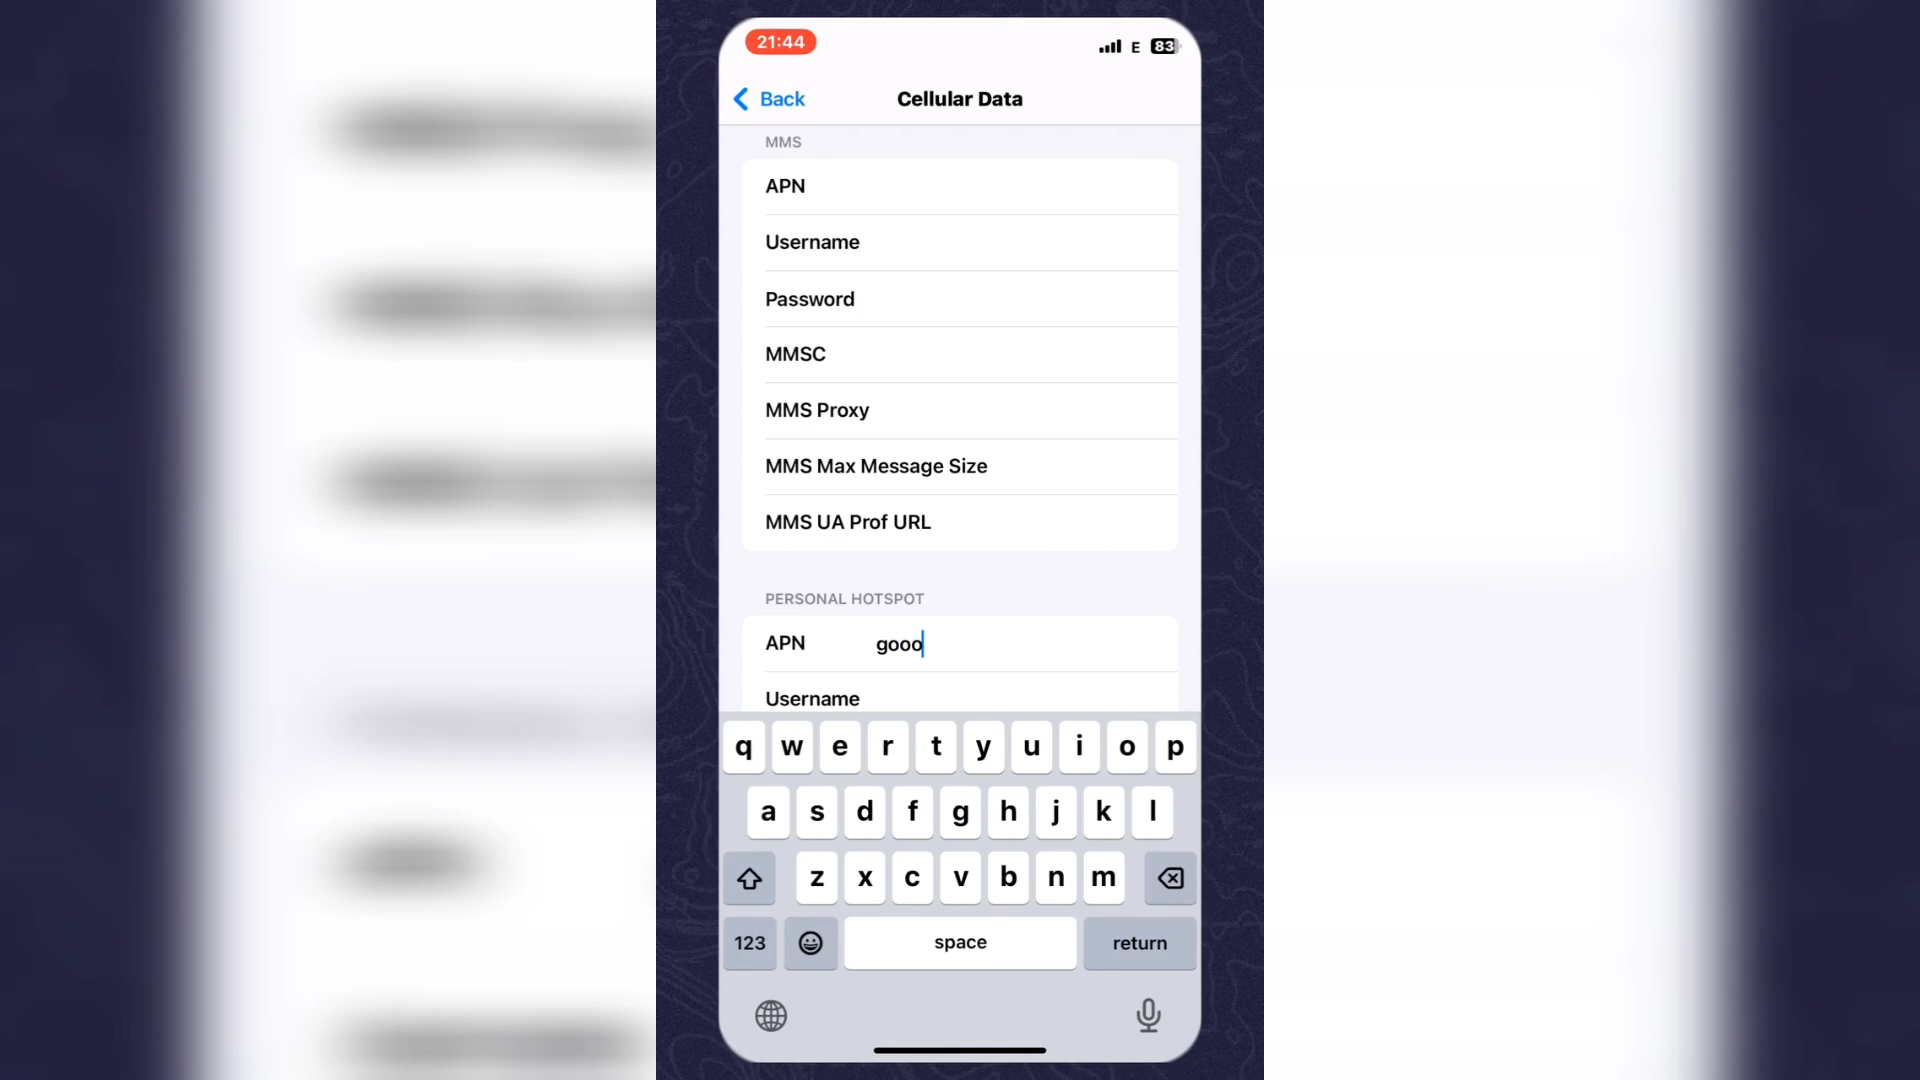 21:44 E 83
Back Cellular Data
MMS
APN
Username
Password
MMSC
MMS Proxy
MMS Max Message Size
MMS UA Prof URL
PERSONAL HOTSPOT
APN gooo
Username
q w e r t y u i o p
a s d f g h j k l
z x c v b n m
123 space return